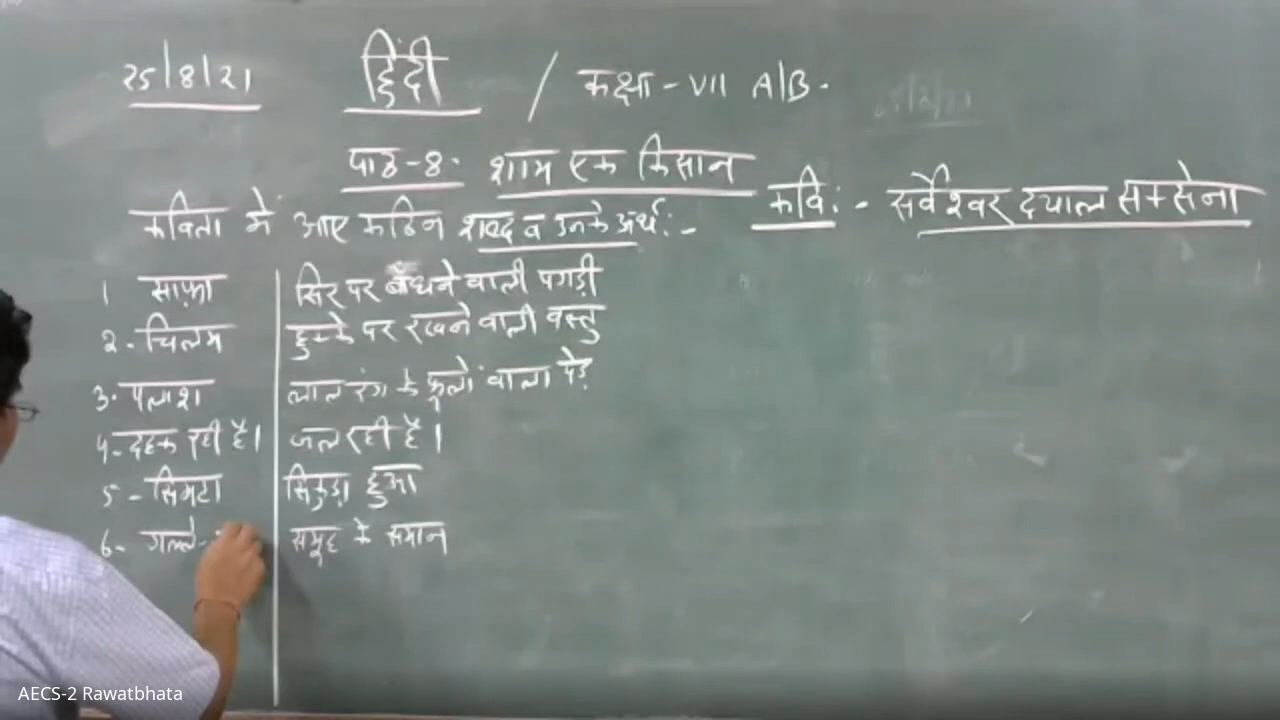 25/8/21 हिंदी / कक्षा - VII A/B.
पाठ-8. शाम एक किसान
कवि: - सर्वेश्वर दयाल सक्सेना
कविता में आए कठिन शब्द व उनके अर्थ:-
1 साफ़ा सिर पर बाँधने वाली पगड़ी
2. चिलम हुक्के पर रखने वाली वस्तु
3. पलाश लाल रंग के फूलों वाला पेड़
4- दहक रही है। जल रही है।
5 - सिमटा सिकुड़ा हुआ
6- गल्ले- समूह के समान
AECS-2 Rawatbhata